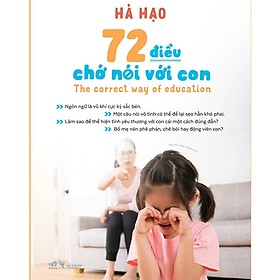 HÀ HẠO
72 điều
chớ nói với con
The correct way of education
Ngôn ngữ là vũ khí cực kỳ sắc bén.
Một câu nói vô tình có thể để lại sẹo hằn khó phai.
Làm sao để thể hiện tình yêu thương với con cái một cách đúng đắn?
Bố mẹ nên phê phán, chê bôi hay động viên con?